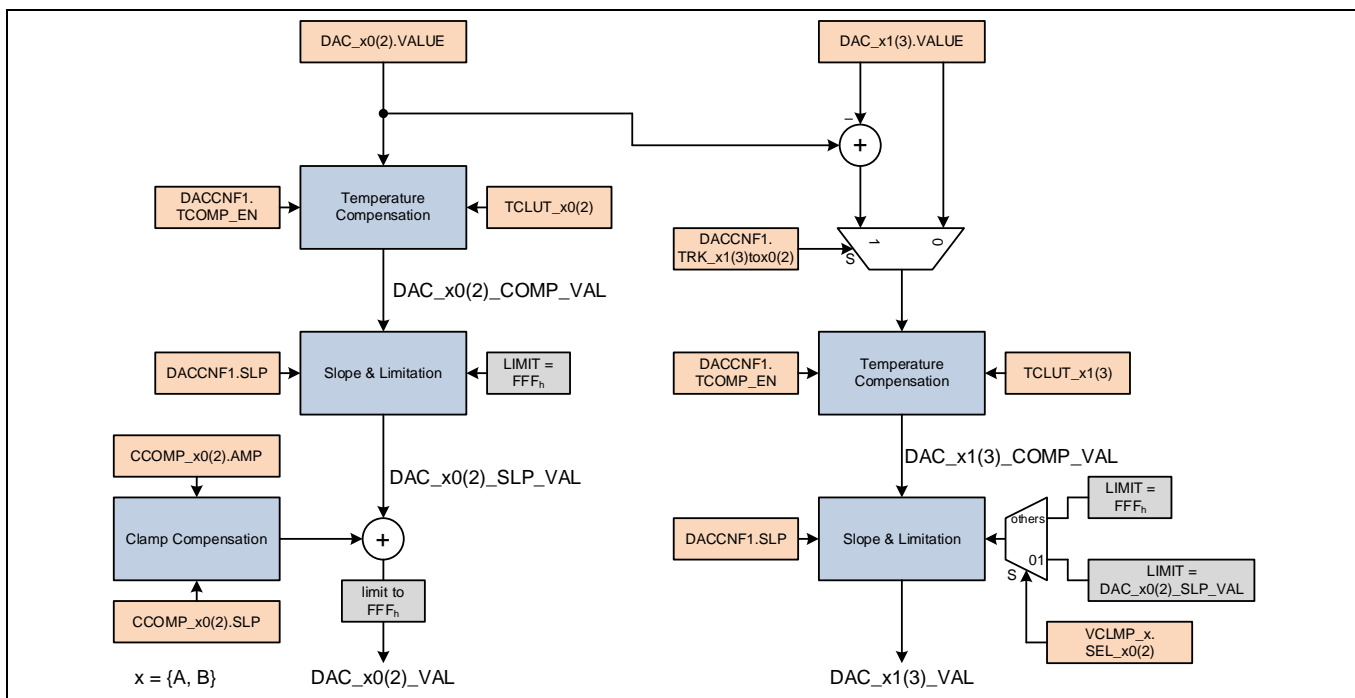 DAC_x0(2).VALUE
DAC_x1(3).VALUE
–
+
DACCNF1.
TCOMP_EN
Temperature
Compensation
TCLUT_x0(2)
DACCNF1.
TRK_x1(3)tox0(2)
S
1
0
DAC_x0(2)_COMP_VAL
DACCNF1.SLP
Slope & Limitation
LIMIT =
FFFh
DACCNF1.
TCOMP_EN
Temperature
Compensation
TCLUT_x1(3)
CCOMP_x0(2).AMP
DAC_x0(2)_SLP_VAL
DAC_x1(3)_COMP_VAL
Clamp Compensation
+
limit to
FFFh
CCOMP_x0(2).SLP
DACCNF1.SLP
Slope & Limitation
others
01
S
LIMIT =
FFFh
LIMIT =
DAC_x0(2)_SLP_VAL
VCLMP_x.
SEL_x0(2)
x = {A, B}
DAC_x0(2)_VAL
DAC_x1(3)_VAL